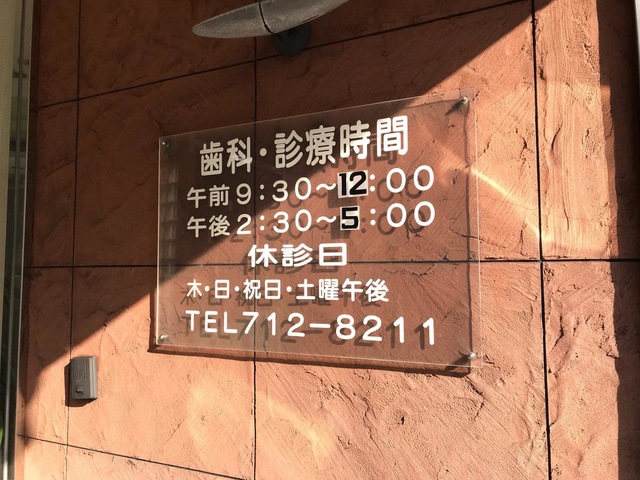 歯科・診療時間
午前9:30～12:00
午後2:30～5:00
休診日
木・日・祝日・土曜午後
TEL712-8211